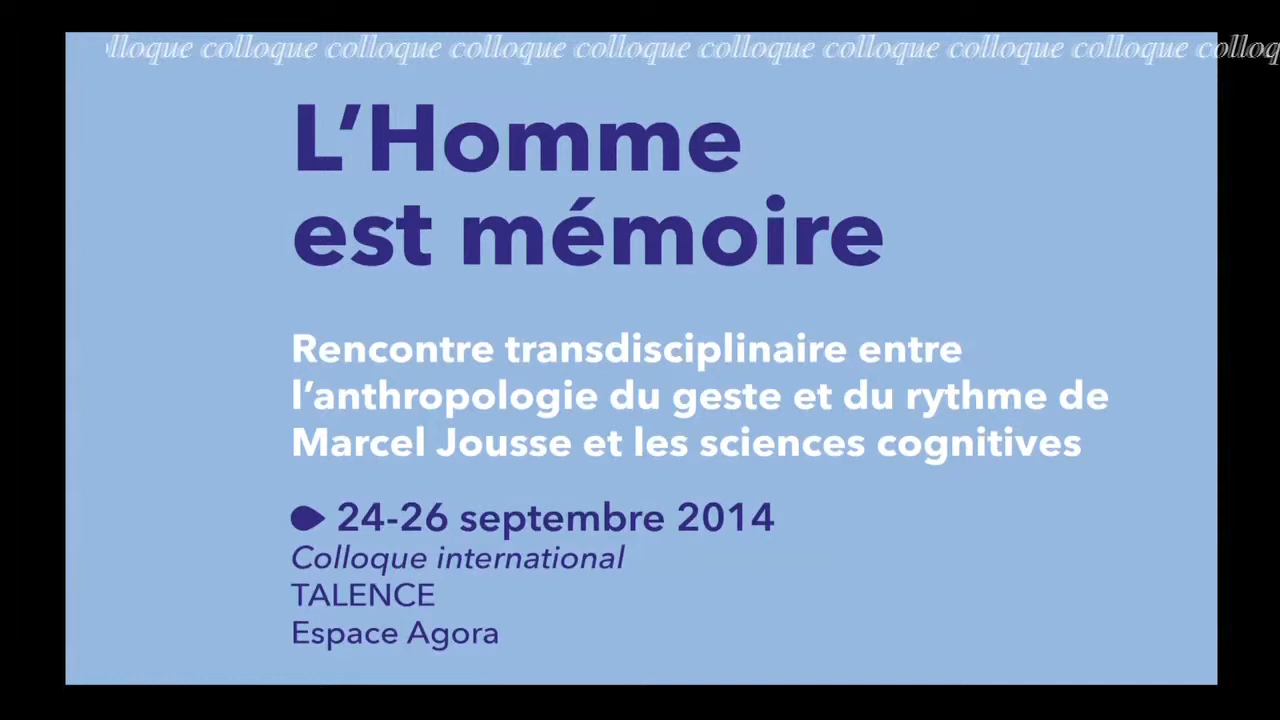 colloque colloque colloque colloque colloque colloque colloque colloque
L'Homme
est mémoire
Rencontre transdisciplinaire entre
l'anthropologie du geste et du rythme de
Marcel Jousse et les sciences cognitives
24-26 septembre 2014
Colloque international
TALENCE
Espace Agora